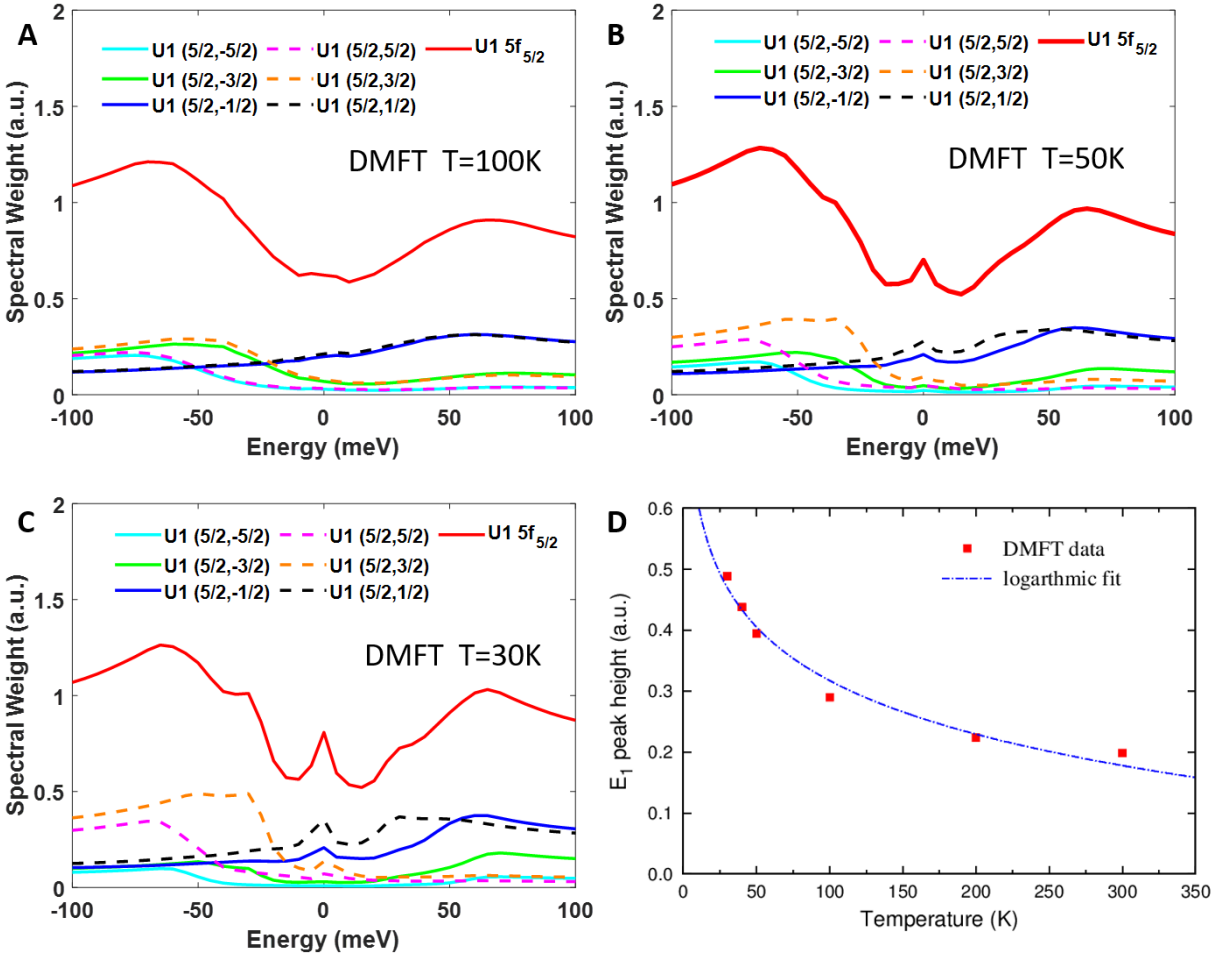 A
2
U1 (5/2,-5/2) U1 (5/2,5/2) U1 5f5/2
U1 (5/2,-3/2) U1 (5/2,3/2)
U1 (5/2,-1/2) U1 (5/2,1/2)
1.5
DMFT T=100K
1
0.5
0
-100 -50 0 50 100
Spectral Weight (a.u.)
Energy (meV)
B
2
U1 (5/2,-5/2) U1 (5/2,5/2) U1 5f5/2
U1 (5/2,-3/2) U1 (5/2,3/2)
U1 (5/2,-1/2) U1 (5/2,1/2)
1.5
DMFT T=50K
1
0.5
0
-100 -50 0 50 100
Spectral Weight (a.u.)
Energy (meV)
C
2
U1 (5/2,-5/2) U1 (5/2,5/2) U1 5f5/2
U1 (5/2,-3/2) U1 (5/2,3/2)
U1 (5/2,-1/2) U1 (5/2,1/2)
1.5
DMFT T=30K
1
0.5
0
-100 -50 0 50 100
Spectral Weight (a.u.)
Energy (meV)
D
0.6
DMFT data
logarithmic fit
0.5
0.4
0.3
0.2
0.1
0.0
0 50 100 150 200 250 300 350
E1 peak height (a.u.)
Temperature (K)